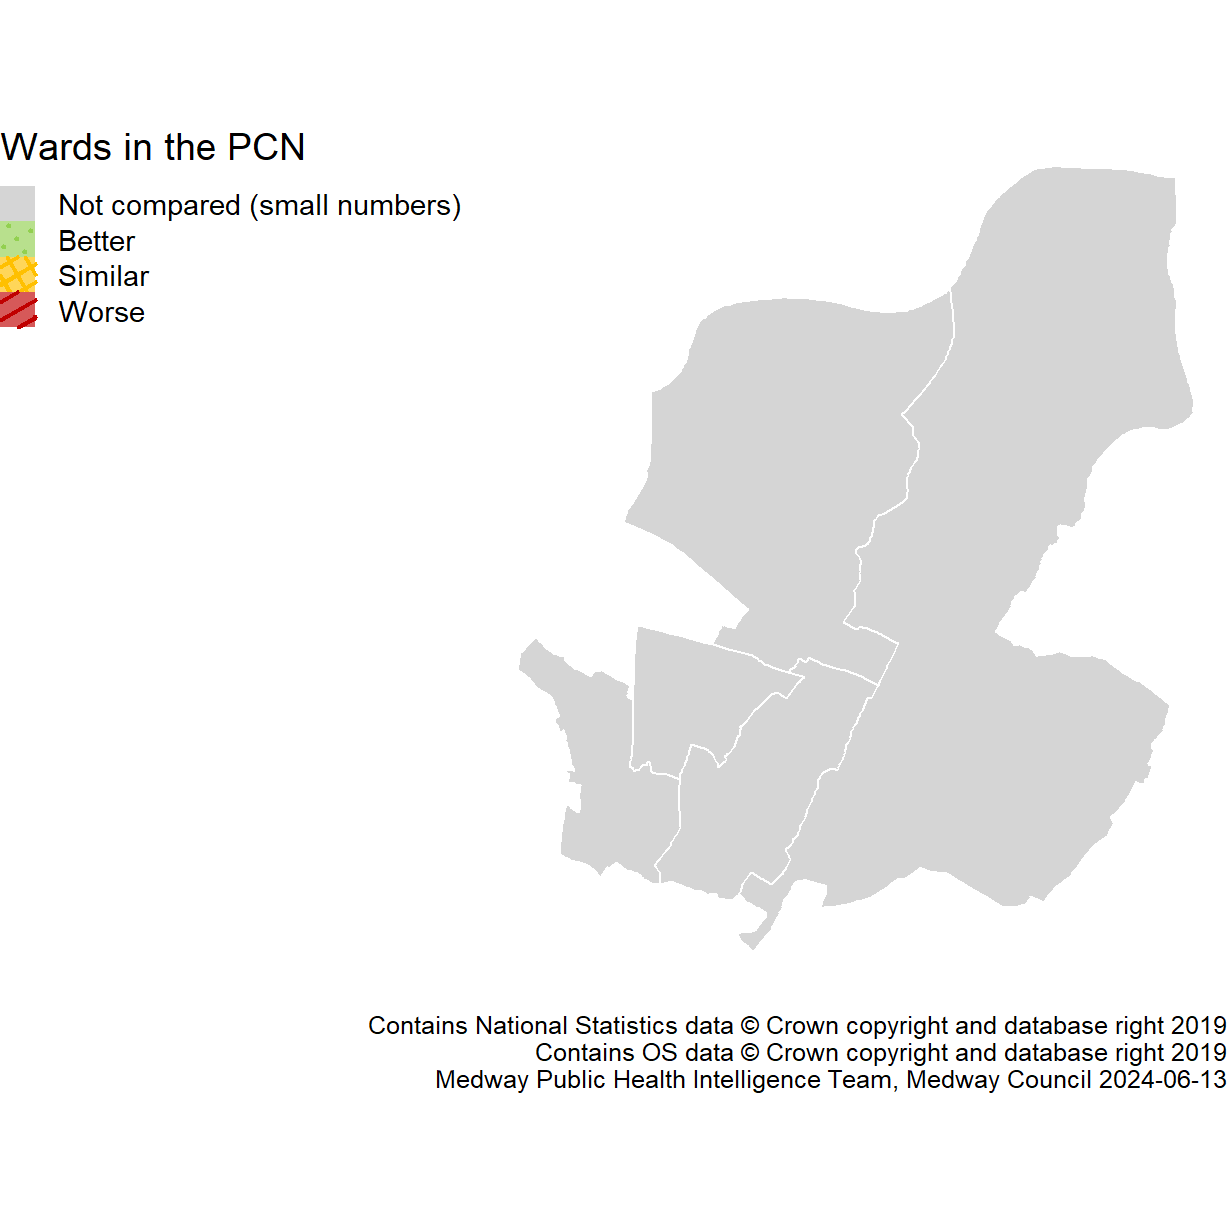 Wards in the PCN
Not compared (small numbers)
Better
Similar
Worse
Contains National Statistics data © Crown copyright and database right 2019
Contains OS data © Crown copyright and database right 2019
Medway Public Health Intelligence Team, Medway Council 2024-06-13